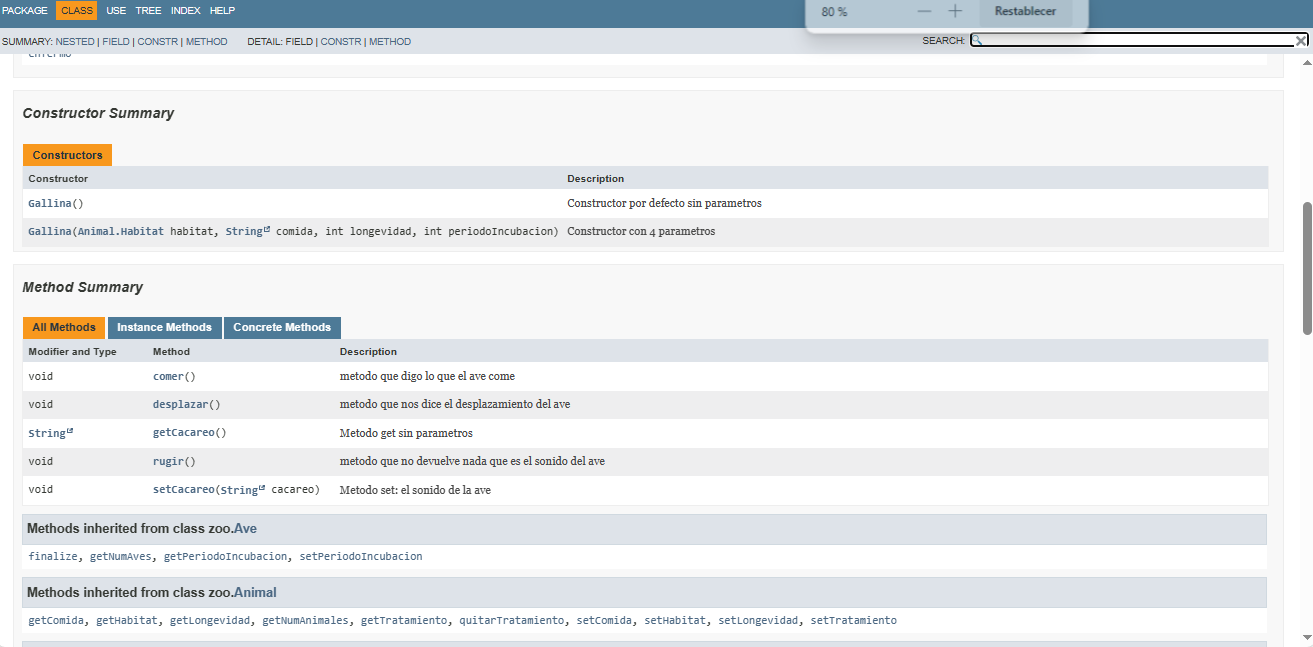 PACKAGE CLASS USE TREE INDEX HELP
80 % — + Restablecer
SUMMARY: NESTED | FIELD | CONSTR | METHOD DETAIL: FIELD | CONSTR | METHOD SEARCH:
Constructor Summary
Constructors
Constructor Description
Gallina() Constructor por defecto sin parametros
Gallina(Animal.Habitat habitat, String comida, int longevidad, int periodoIncubacion) Constructor con 4 parametros
Method Summary
All Methods Instance Methods Concrete Methods
Modifier and Type Method Description
void comer() metodo que digo lo que el ave come
void desplazar() metodo que nos dice el desplazamiento del ave
String getCacareo() Metodo get sin parametros
void rugir() metodo que no devuelve nada que es el sonido del ave
void setCacareo(String cacareo) Metodo set: el sonido de la ave
Methods inherited from class zoo.Ave
finalize, getNumAves, getPeriodoIncubacion, setPeriodoIncubacion
Methods inherited from class zoo.Animal
getComida, getHabitat, getLongevidad, getNumAnimales, getTratamiento, quitarTratamiento, setComida, setHabitat, setLongevidad, setTratamiento